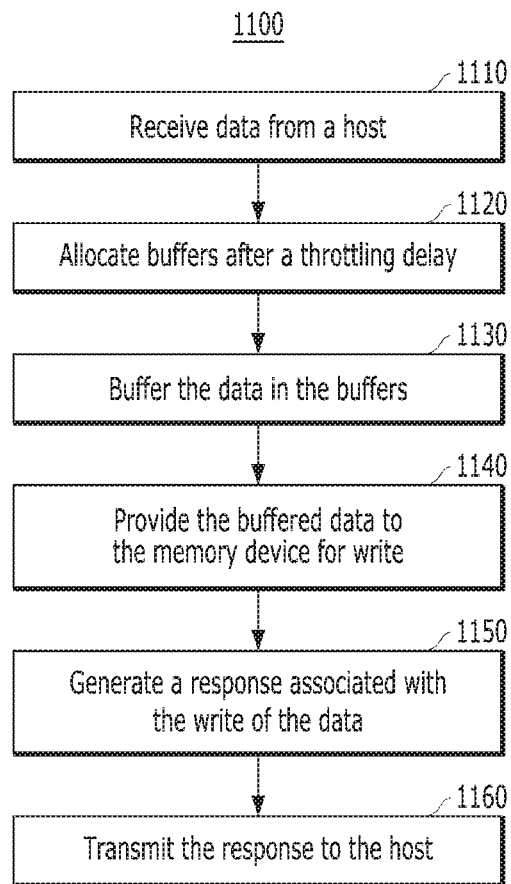 1100
1110
Receive data from a host
1120
Allocate buffers after a throttling delay
1130
Buffer the data in the buffers
1140
Provide the buffered data to
the memory device for write
1150
Generate a response associated with
the write of the data
1160
Transmit the response to the host